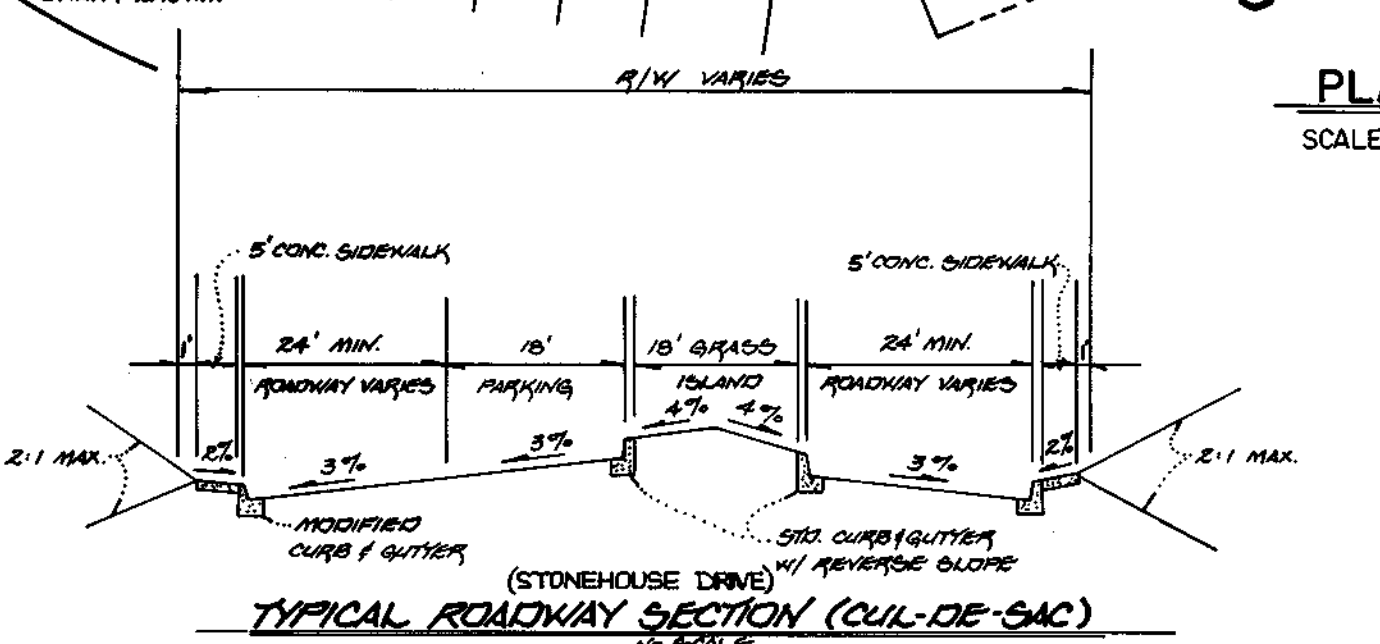 R/W VARIES
PLA
SCALE
5' CONC. SIDEWALK
5' CONC. SIDEWALK
1'
24' MIN.
ROADWAY VARIES
18'
PARKING
18' GRASS
ISLAND
24' MIN.
ROADWAY VARIES
1'
4%
4%
2:1 MAX.
2%
3%
3%
3%
2%
2:1 MAX.
MODIFIED
CURB & GUTTER
STD. CURB & GUTTER
W/ REVERSE SLOPE
(STONEHOUSE DRIVE)
TYPICAL ROADWAY SECTION (CUL-DE-SAC)
SCALE